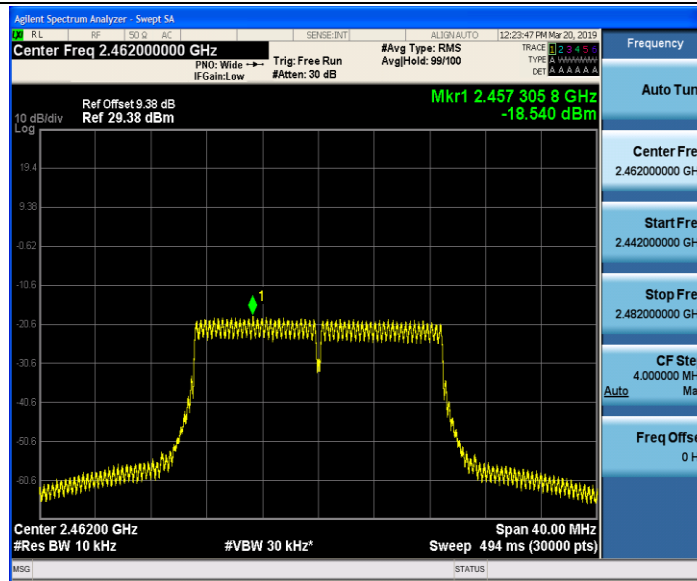 Agilent Spectrum Analyzer - Swept SA
RL RF 50 Ω AC SENSE:INT ALIGN AUTO 12:23:47 PM Mar 20, 2019
Center Freq 2.462000000 GHz
PNO: Wide
IFGain:Low
Trig: Free Run
#Atten: 30 dB
#Avg Type: RMS
Avg|Hold: 99/100
TRACE 1 2 3 4 5 6
TYPE A
DET A A A A A A
Ref Offset 9.38 dB
Ref 29.38 dBm
10 dB/div
Log
Mkr1 2.457 305 8 GHz
-18.540 dBm
19.4
9.38
-0.62
-10.6
-20.6
-30.6
-40.6
-50.6
-60.6
1
Center 2.46200 GHz
Span 40.00 MHz
#Res BW 10 kHz
#VBW 30 kHz*
Sweep 494 ms (30000 pts)
MSG
STATUS
Frequency
Auto Tun
Center Fre
2.462000000 GH
Start Fre
2.442000000 GH
Stop Fre
2.482000000 GH
CF Ste
4.000000 MH
Auto Ma
Freq Offse
0 H